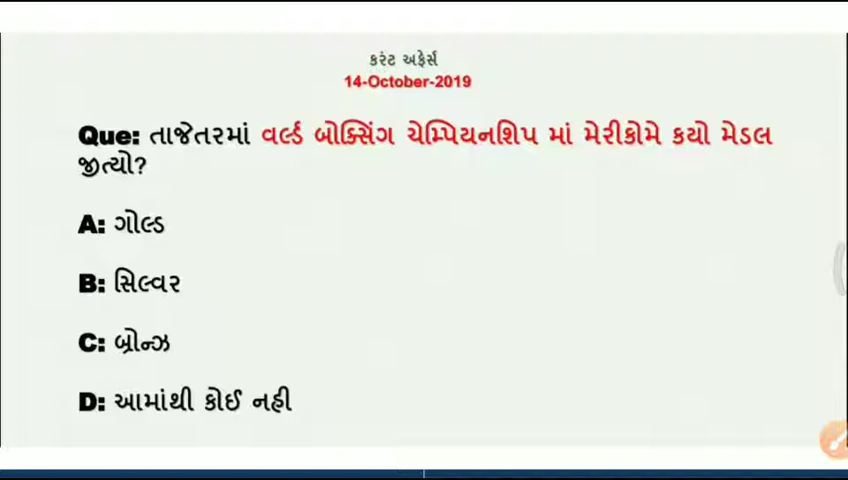 કરંટ અફેર્સ
14-October-2019
Que: તાજેતરમાં વર્લ્ડ બોક્સિંગ ચેમ્પિયનશિપ માં મેરીકોમે કયો મેડલ
જીત્યો?
A: ગોલ્ડ
B: સિલ્વર
C: બ્રોન્ઝ
D: આમાંથી કોઈ નહી